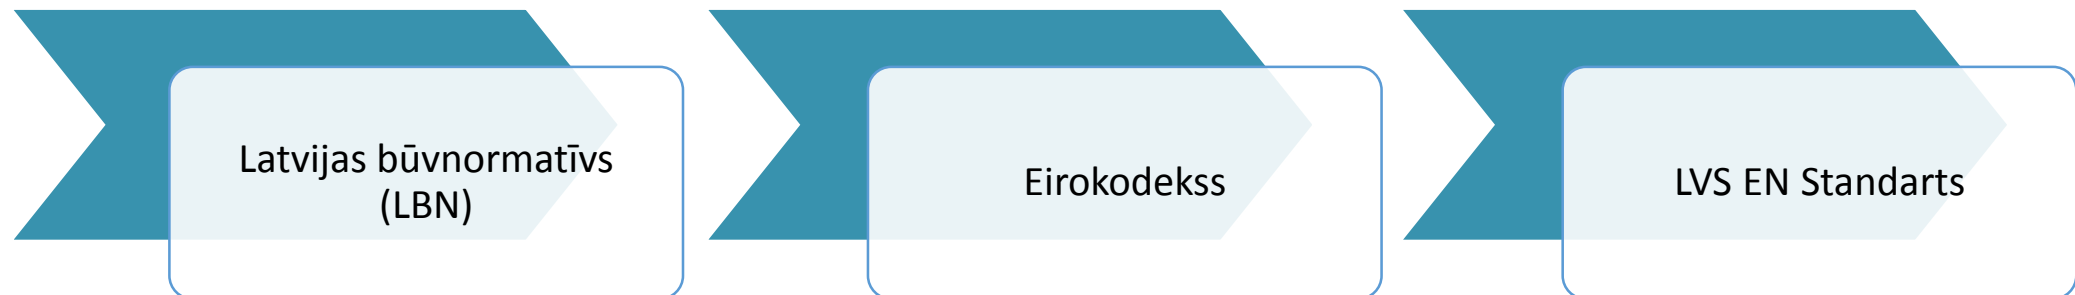 Latvijas būvnormatīvs
(LBN)
Eirokodekss
LVS EN Standarts